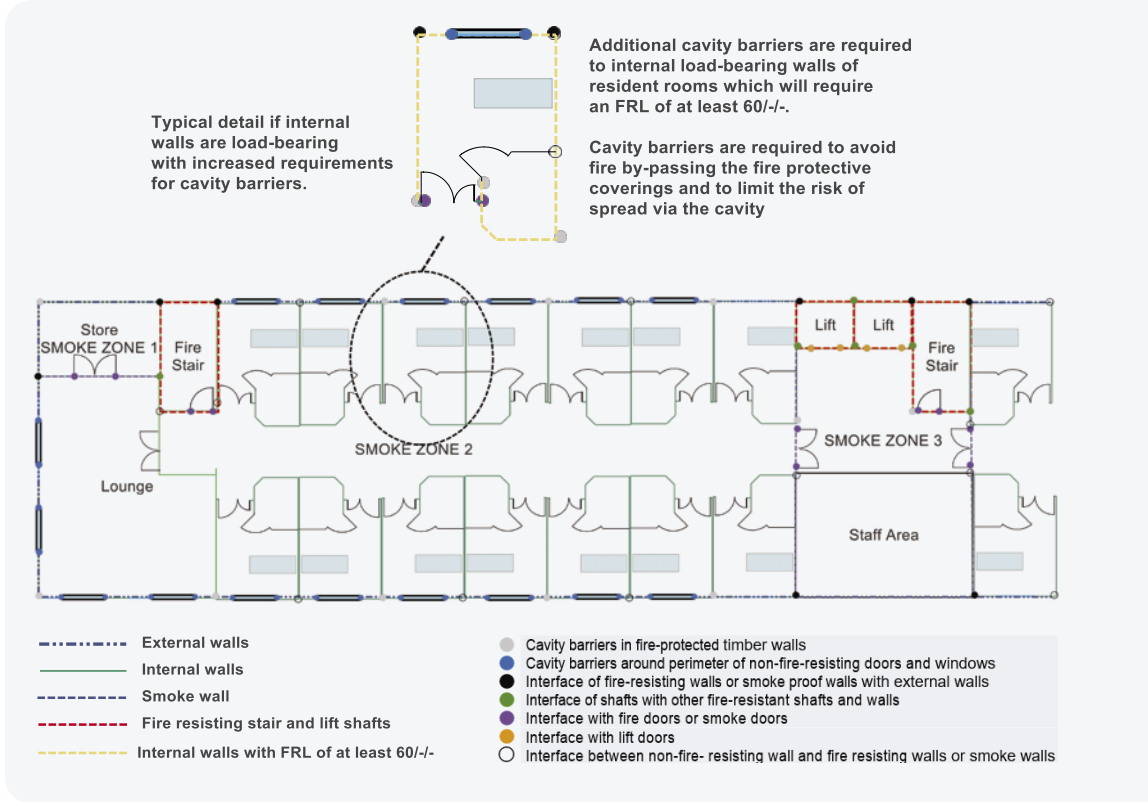 Additional cavity barriers are required
to internal load-bearing walls of
resident rooms which will require
an FRL of at least 60/-/-.
Typical detail if internal
walls are load-bearing
with increased requirements
for cavity barriers.
Cavity barriers are required to avoid
fire by-passing the fire protective
coverings and to limit the risk of
spread via the cavity
Store
SMOKE ZONE 1
Fire
Stair
Lift
Lift
Fire
Stair
SMOKE ZONE 2
SMOKE ZONE 3
Lounge
Staff Area
External walls
Internal walls
Smoke wall
Fire resisting stair and lift shafts
Internal walls with FRL of at least 60/-/-
Cavity barriers in fire-protected timber walls
Cavity barriers around perimeter of non-fire-resisting doors and windows
Interface of fire-resisting walls or smoke proof walls with external walls
Interface of shafts with other fire-resistant shafts and walls
Interface with fire doors or smoke doors
Interface with lift doors
Interface between non-fire- resisting wall and fire resisting walls or smoke walls